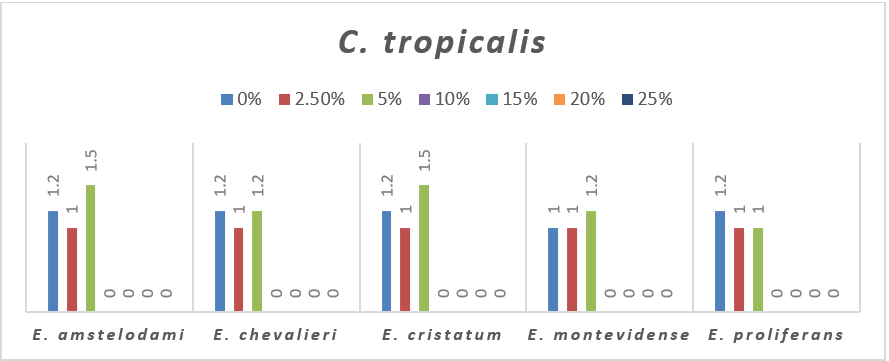 C. tropicalis
0% 2.50% 5% 10% 15% 20% 25%
1.2 1 1.5 0 0 0 0
1.2 1 1.2 0 0 0 0
1.2 1 1.5 0 0 0 0
1 1 1.2 0 0 0 0
1.2 1 1 0 0 0 0
E. amstelodami E. chevalieri E. cristatum E. montevidense E. proliferans